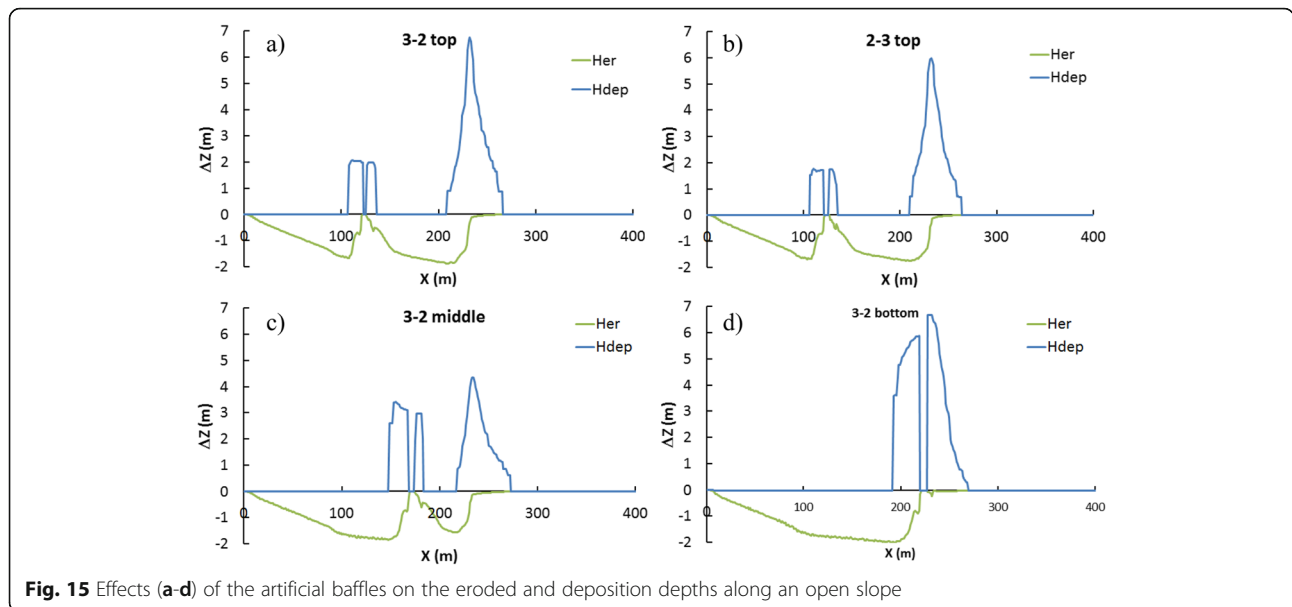 a)
3-2 top
Her
Hdep
7
6
5
4
3
2
1
0
-1
-2
ΔZ (m)
0 100 200 300 400
X (m)
b)
2-3 top
Her
Hdep
7
6
5
4
3
2
1
0
-1
-2
ΔZ (m)
0 100 200 300 400
X (m)
c)
3-2 middle
Her
Hdep
7
6
5
4
3
2
1
0
-1
-2
ΔZ (m)
0 100 200 300 400
X (m)
d)
3-2 bottom
Her
Hdep
7
6
5
4
3
2
1
0
-1
-2
ΔZ (m)
0 100 200 300 400
X (m)
Fig. 15 Effects (a-d) of the artificial baffles on the eroded and deposition depths along an open slope